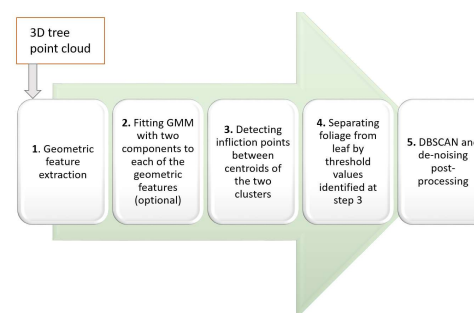 3D tree
point cloud
1. Geometric
feature
extraction
2. Fitting GMM
with two
components to
each of the
geometric
features
(optional)
3. Detecting
infliction points
between
centroids of
the two
clusters
4. Separating
foliage from
leaf by
threshold
values
identified at
step 3
5. DBSCAN and
de-noising
post-
processing